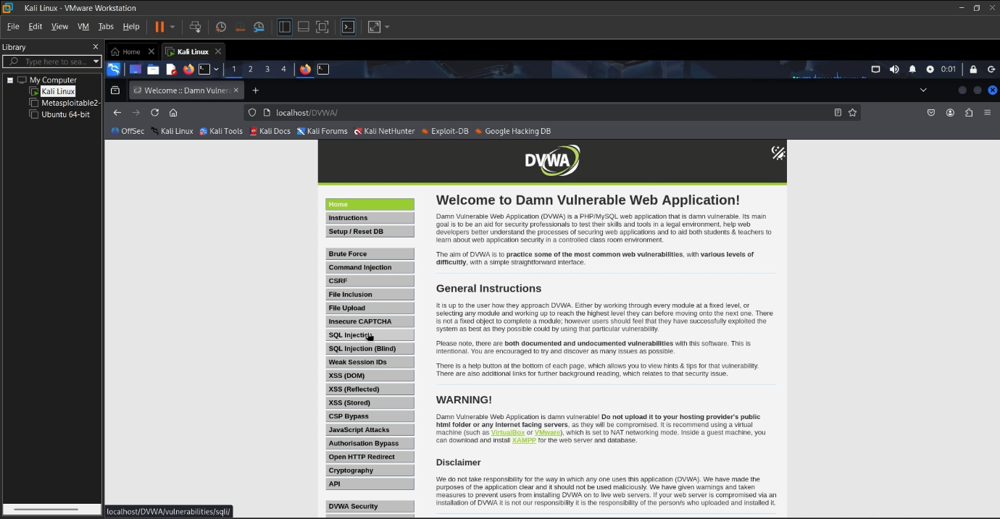 Kali Linux - VMware Workstation
File Edit View VM Tabs Help
Library
Type here to sea...
My Computer
Kali Linux
Metasploitable2-
Ubuntu 64-bit
Home
Kali Linux
1 2 3 4
0:01
Welcome :: Damn Vulnera
localhost/DVWA/
OffSec Kali Linux Kali Tools Kali Docs Kali Forums Kali NetHunter Exploit-DB Google Hacking DB
DVWA
Home
Instructions
Setup / Reset DB
Brute Force
Command Injection
CSRF
File Inclusion
File Upload
Insecure CAPTCHA
SQL Injection
SQL Injection (Blind)
Weak Session IDs
XSS (DOM)
XSS (Reflected)
XSS (Stored)
CSP Bypass
JavaScript Attacks
Authorisation Bypass
Open HTTP Redirect
Cryptography
API
DVWA Security
Welcome to Damn Vulnerable Web Application!
Damn Vulnerable Web Application (DVWA) is a PHP/MySQL web application that is damn vulnerable. Its main
goal is to be an aid for security professionals to test their skills and tools in a legal environment, help web
developers better understand the processes of securing web applications and to aid both students & teachers to
learn about web application security in a controlled class room environment.
The aim of DVWA is to practice some of the most common web vulnerabilities, with various levels of
difficultly, with a simple straightforward interface.
General Instructions
It is up to the user how they approach DVWA. Either by working through every module at a fixed level, or
selecting any module and working up to reach the highest level they can before moving onto the next one. There
is not a fixed object to complete a module; however users should feel that they have successfully exploited the
system as best as they possible could by using that particular vulnerability.
Please note, there are both documented and undocumented vulnerabilities with this software. This is
intentional. You are encouraged to try and discover as many issues as possible.
There is a help button at the bottom of each page, which allows you to view hints & tips for that vulnerability.
There are also additional links for further background reading, which relates to that security issue.
WARNING!
Damn Vulnerable Web Application is damn vulnerable! Do not upload it to your hosting provider's public
html folder or any Internet facing servers, as they will be compromised. It is recommend using a virtual
machine (such as VirtualBox or VMware), which is set to NAT networking mode. Inside a guest machine, you
can download and install XAMPP for the web server and database.
Disclaimer
We do not take responsibility for the way in which any one uses this application (DVWA). We have made the
purposes of the application clear and it should not be used maliciously. We have given warnings and taken
measures to prevent users from installing DVWA on to live web servers. If your web server is compromised via an
installation of DVWA it is not our responsibility it is the responsibility of the person/s who uploaded and installed it.
localhost/DVWA/vulnerabilities/sqli/